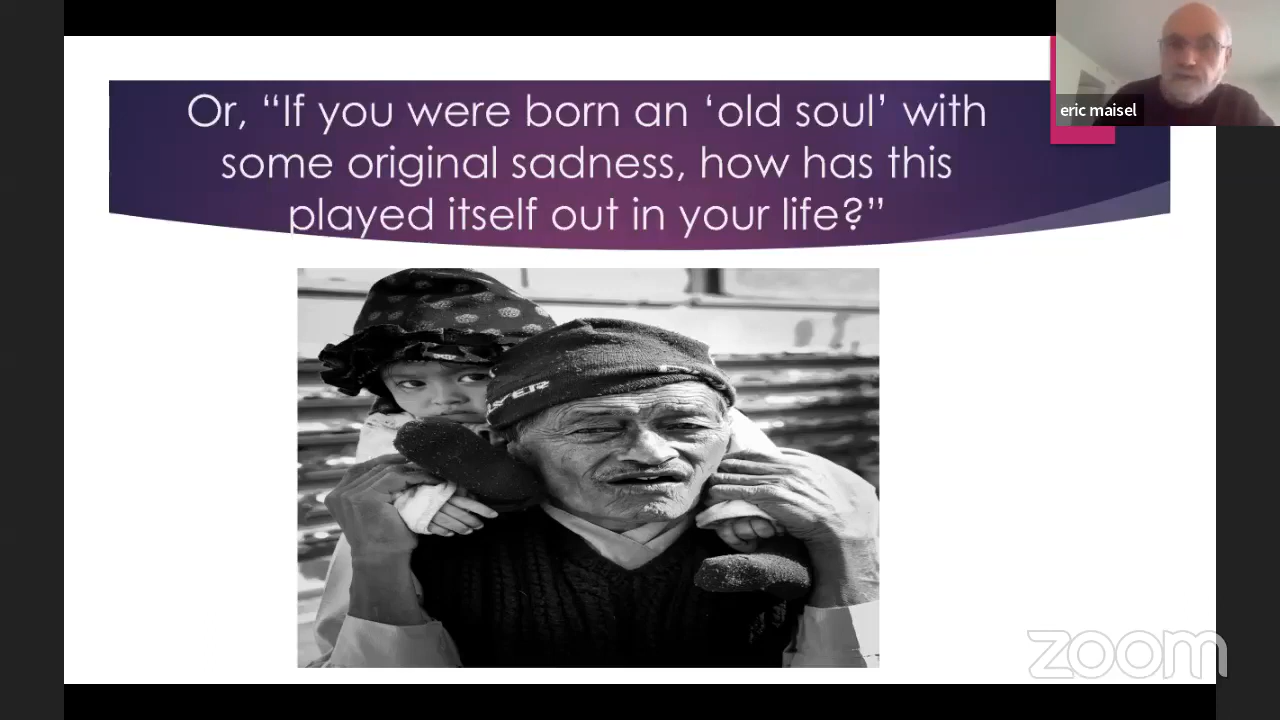 Or, “If you were born an ‘old soul’ with
some original sadness, how has this
played itself out in your life?”
eric maisel
zoom